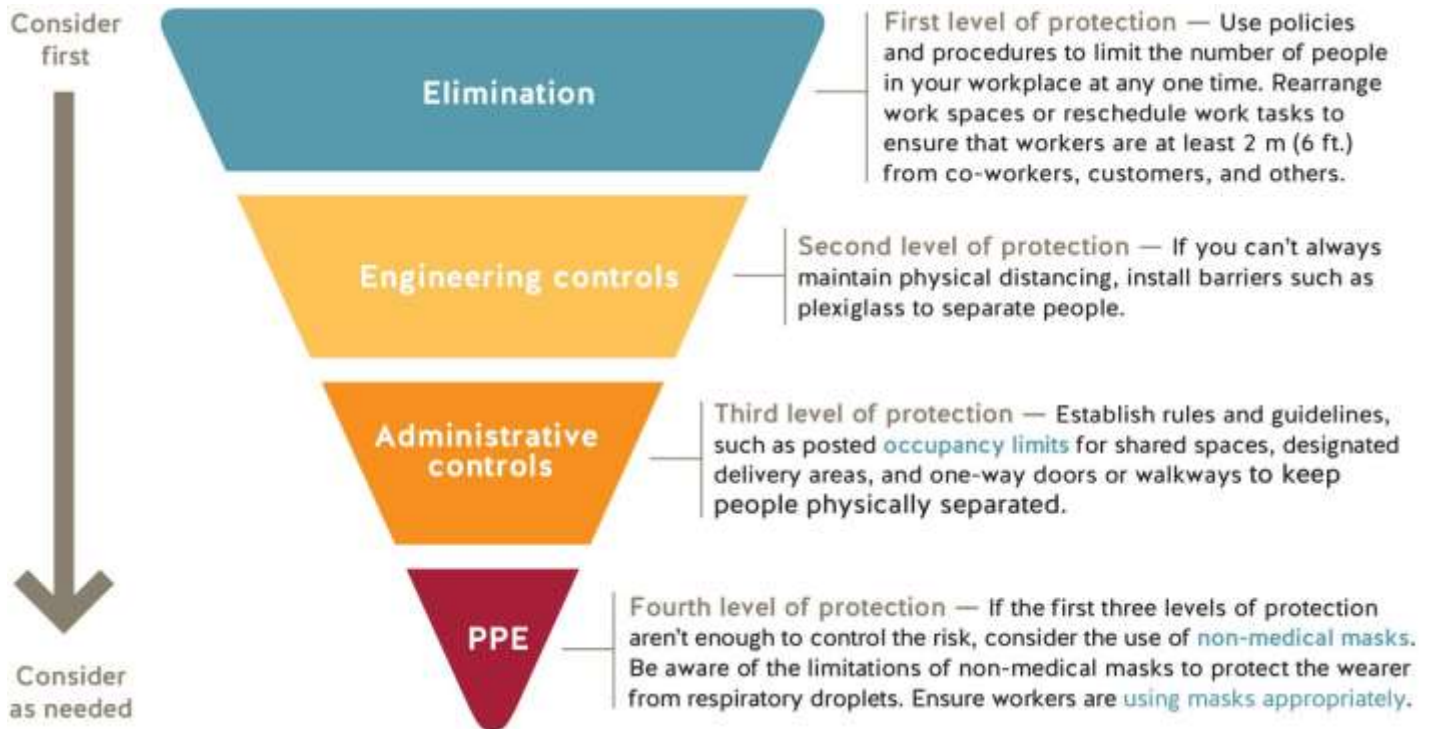 Consider
first
Elimination
First level of protection — Use policies
and procedures to limit the number of people
in your workplace at any one time. Rearrange
work spaces or reschedule work tasks to
ensure that workers are at least 2 m (6 ft.)
from co-workers, customers, and others.
Engineering controls
Second level of protection — If you can't always
maintain physical distancing, install barriers such as
plexiglass to separate people.
Administrative
controls
Third level of protection — Establish rules and guidelines,
such as posted occupancy limits for shared spaces, designated
delivery areas, and one-way doors or walkways to keep
people physically separated.
PPE
Fourth level of protection — If the first three levels of protection
aren't enough to control the risk, consider the use of non-medical masks.
Be aware of the limitations of non-medical masks to protect the wearer
from respiratory droplets. Ensure workers are using masks appropriately.
Consider
as needed